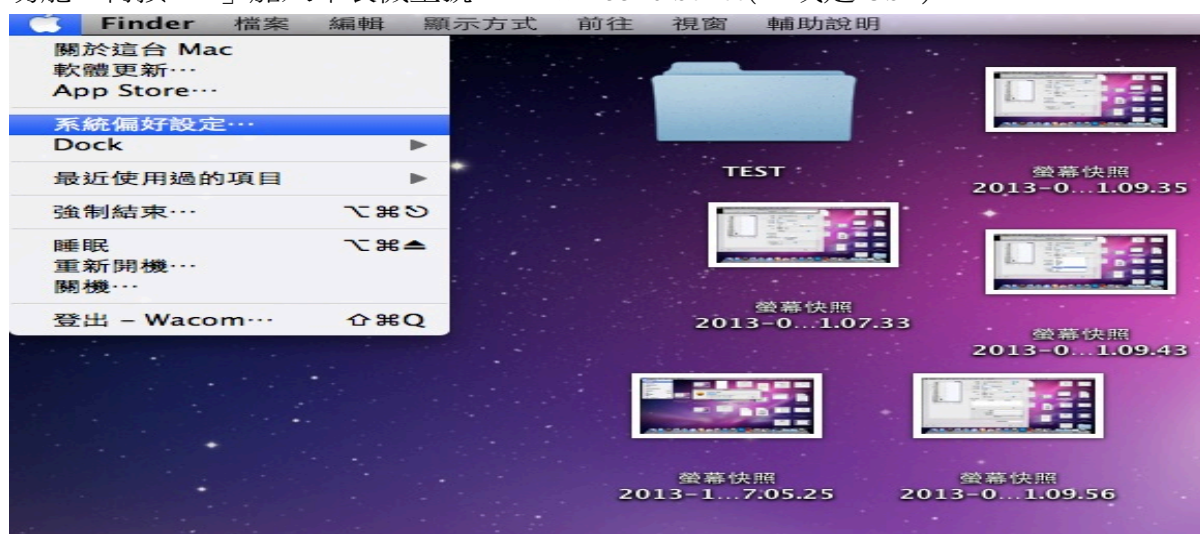 Finder 檔案 編輯 顯示方式 前往 視窗 輔助說明
關於這台 Mac
軟體更新…
App Store…
系統偏好設定…
Dock
最近使用過的項目
強制結束… ⌥⌘⎋
睡眠 ⌥⌘⏏
重新開機…
關機…
登出 – Wacom… ⇧⌘Q
TEST
螢幕快照
2013-0...1.09.35
螢幕快照
2013-0...1.07.33
螢幕快照
2013-0...1.09.43
螢幕快照
2013-1...7.05.25
螢幕快照
2013-0...1.09.56